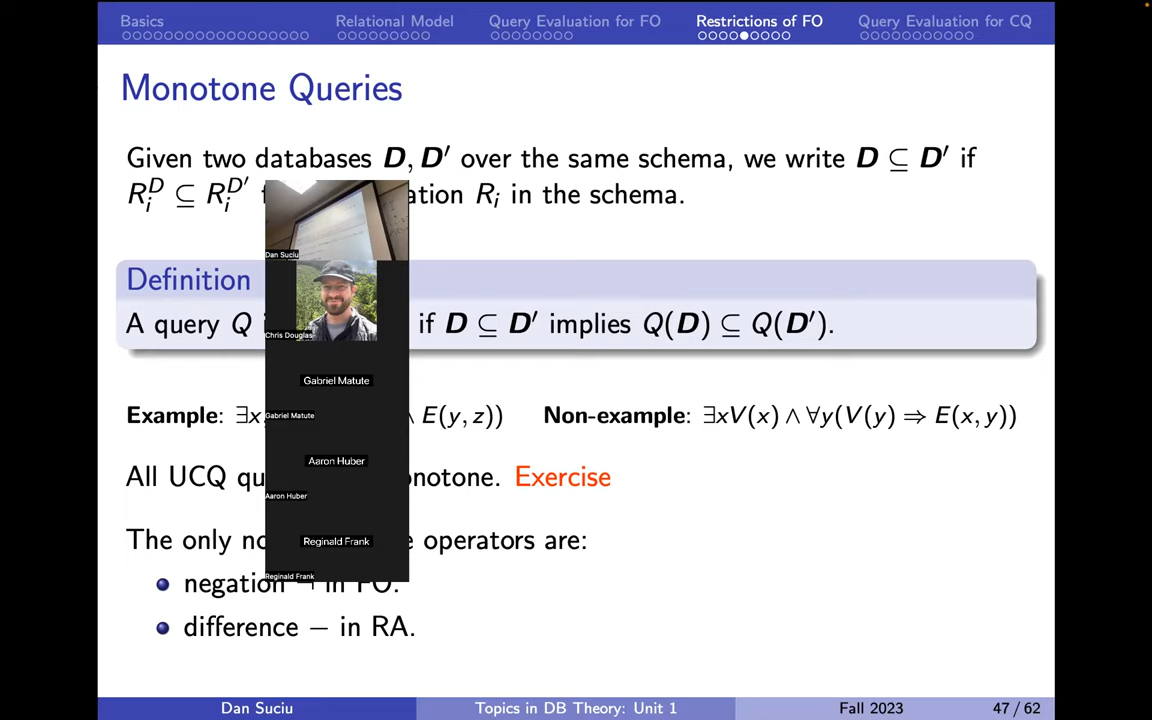 Basics Relational Model Query Evaluation for FO Restrictions of FO Query Evaluation for CQ
Monotone Queries
Given two databases D, D′ over the same schema, we write D ⊆ D′ if
R_i^D ⊆ R_i^D′ ation R_i in the schema.
Definition
A query Q if D ⊆ D′ implies Q(D) ⊆ Q(D′).
Example: ∃x E(y, z)) Non-example: ∃xV(x) ∧ ∀y(V(y) ⇒ E(x, y))
All UCQ qu onotone. Exercise
The only no e operators are:
negation ¬ in FO.
difference − in RA.
Dan Suciu
Chris Douglas
Gabriel Matute
Gabriel Matute
Aaron Huber
Aaron Huber
Reginald Frank
Reginald Frank
Dan Suciu Topics in DB Theory: Unit 1 Fall 2023 47 / 62